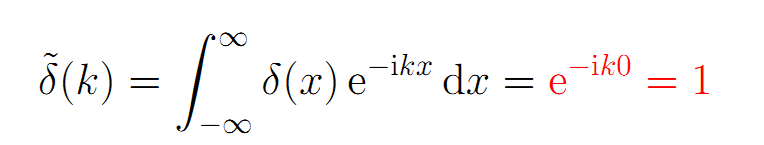 δ̃(k) = ∫_{−∞}^{∞} δ(x) e^{−ikx} dx = e^{−ik0} = 1